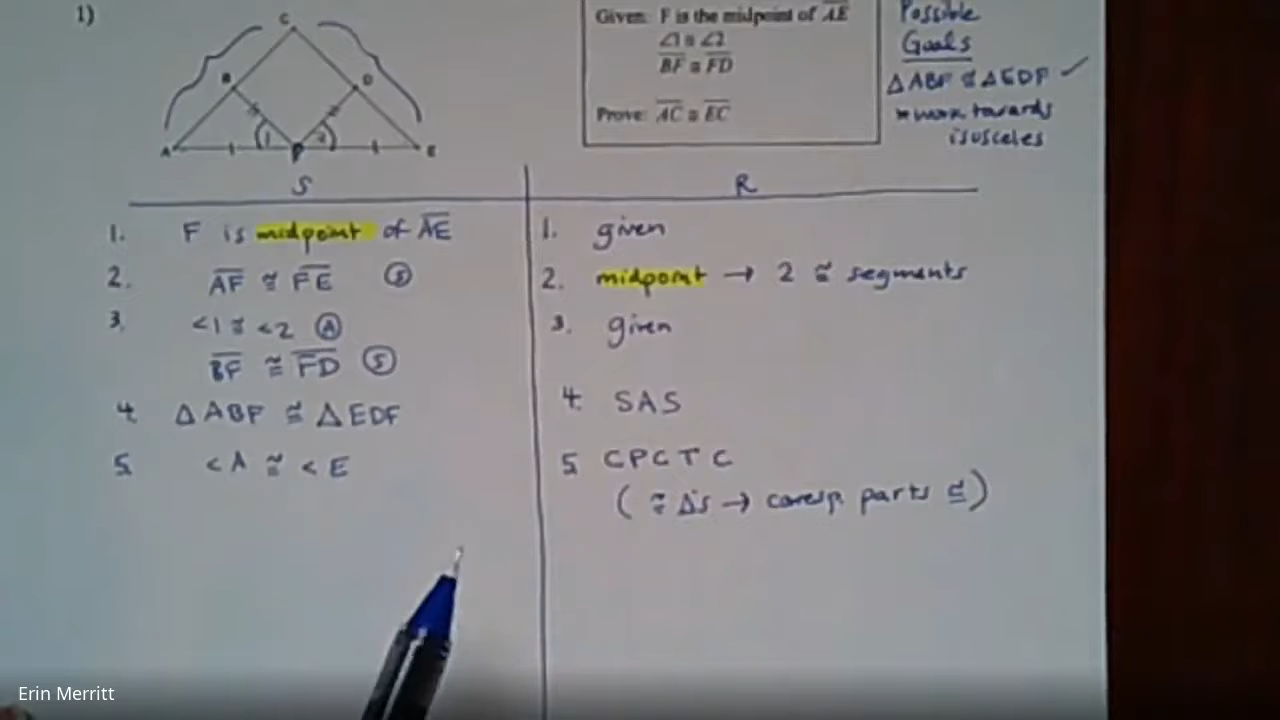 1)
C
B
D
1
2
A
F
E
Given: F is the midpoint of AE
∠1 ≅ ∠2
BF ≅ FD
Prove: AC ≅ EC
Possible
Goals
△ABF ≅ △EDF ✓
* work towards
isosceles
S
R
1. F is midpoint of AE
1. given
2. AF ≅ FE Ⓢ
2. midpoint → 2 ≅ segments
3. <1 ≅ <2 Ⓐ
3. given
BF ≅ FD Ⓢ
4. △ABF ≅ △EDF
4. SAS
5. <A ≅ <E
5. CPCTC
( ≅ △'s → corresp. parts ≅ )
Erin Merritt